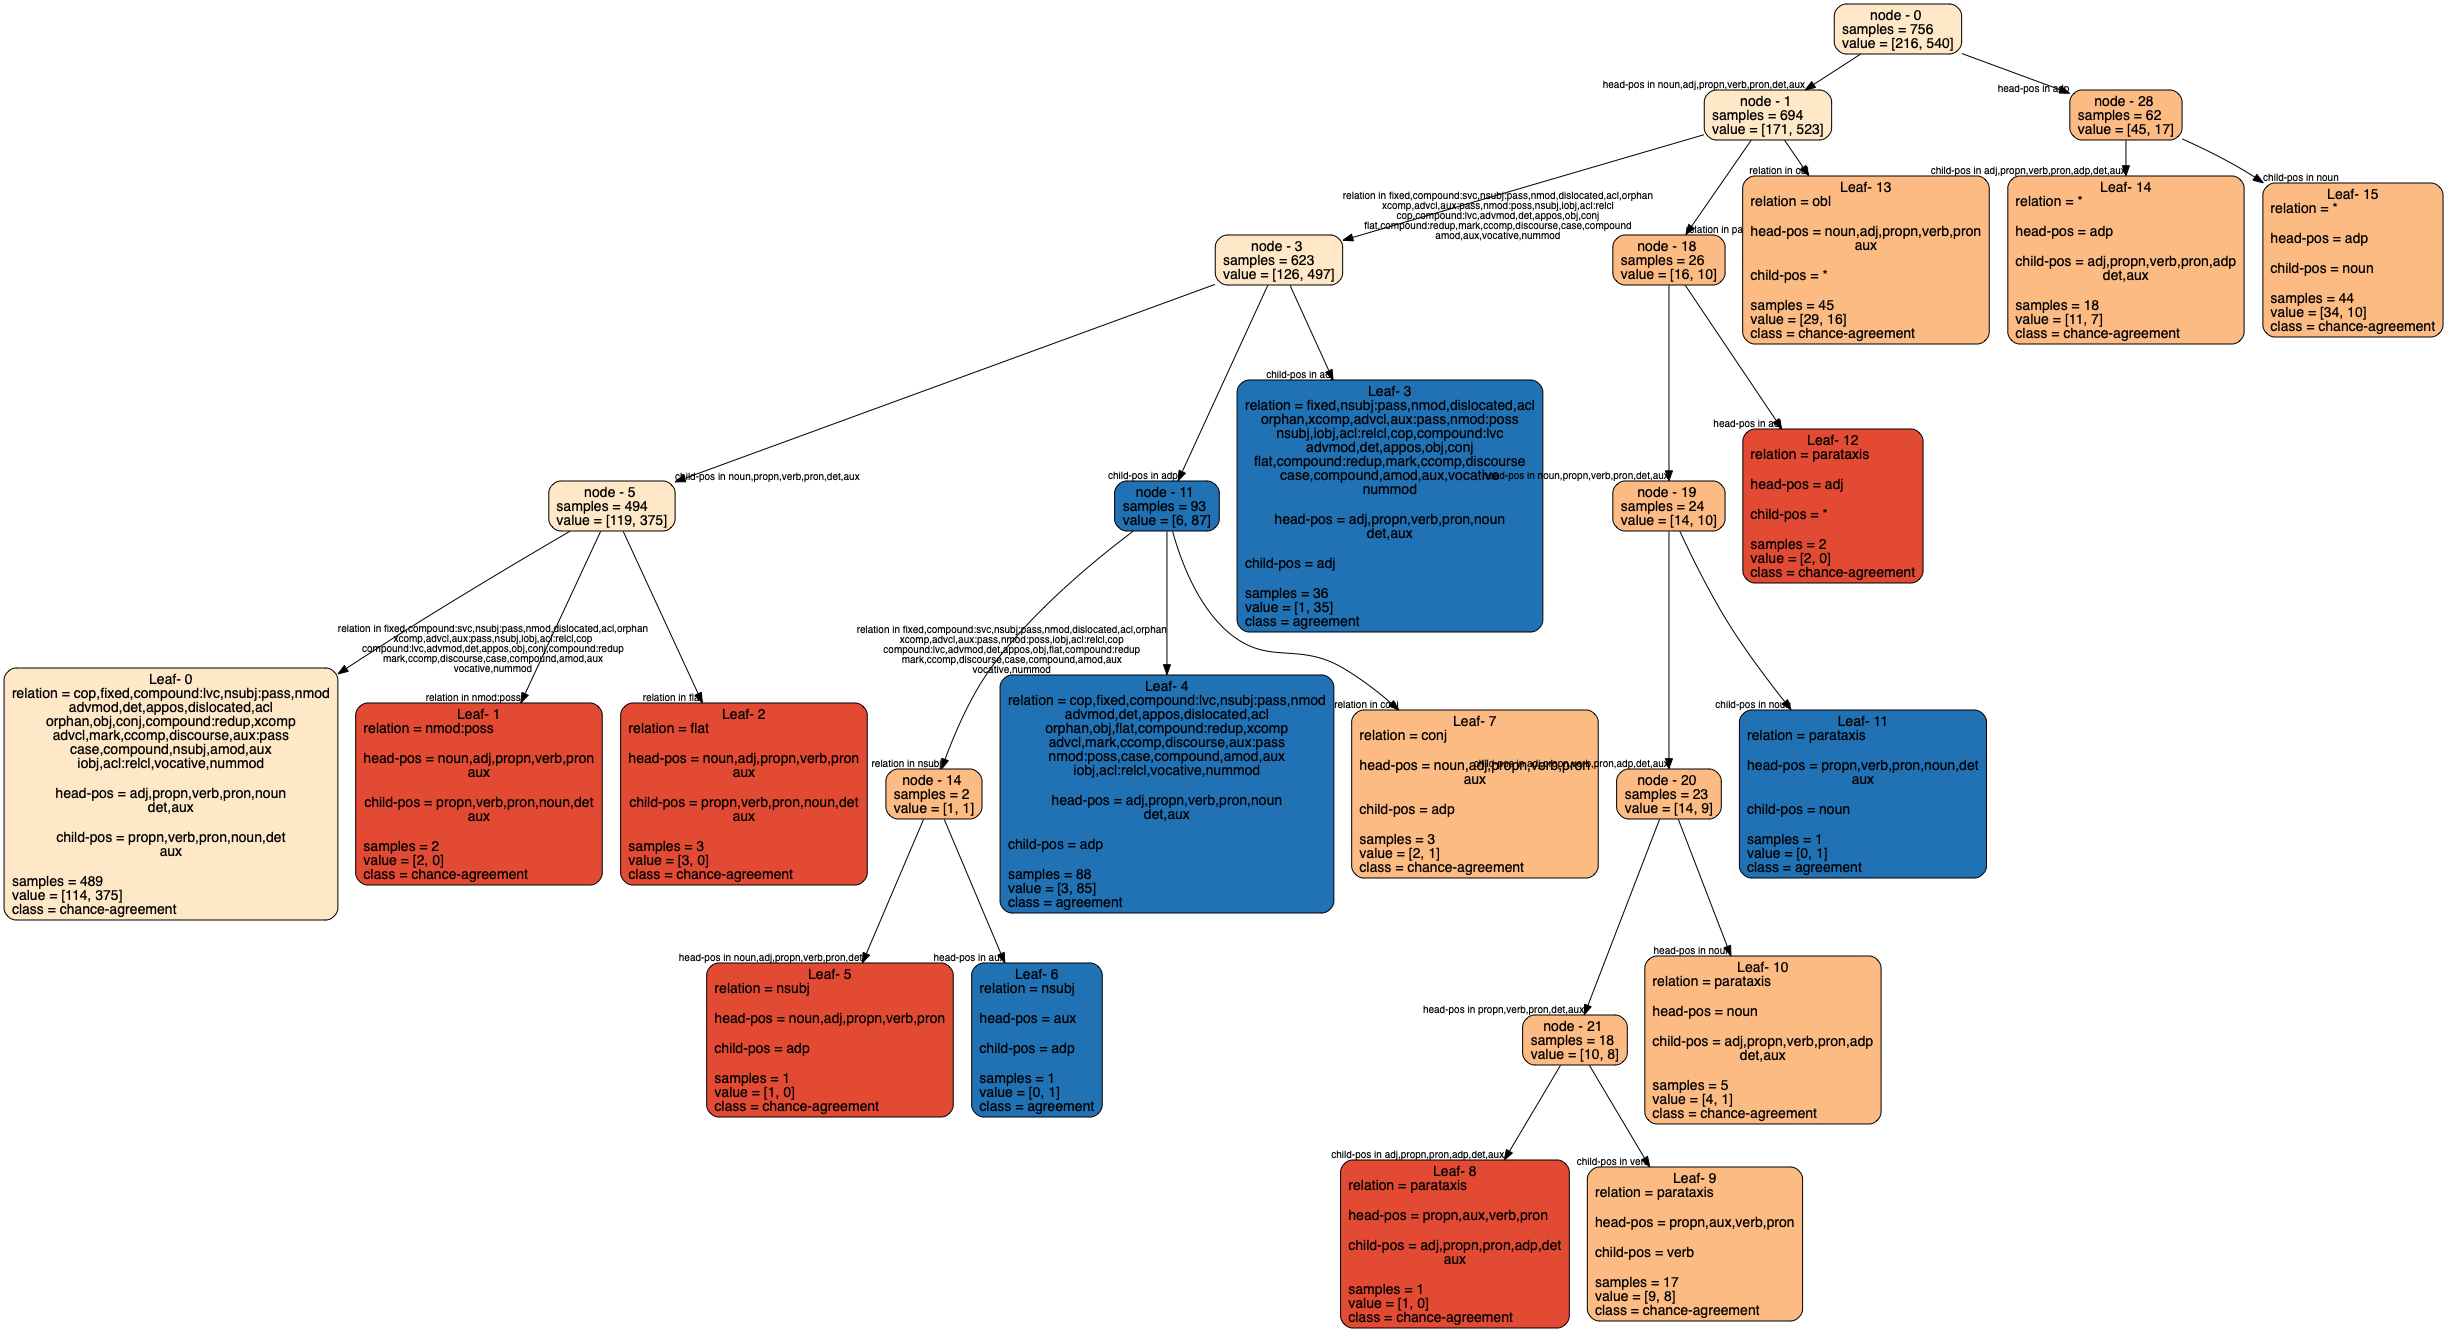 node - 0
samples = 756
value = [216, 540]
head-pos in noun,adj,propn,verb,pron,det,aux
node - 1
samples = 694
value = [171, 523]
head-pos in
node - 28
samples = 62
value = [45, 17]
relation in fixed,compound:svc,nsubj:pass,nmod,dislocated,acl,orphan
xcomp,advcl,aux:pass,nmod:poss,nsubj,iobj,acl:relcl
cop,compound:lvc,advmod,det,appos,obj,conj
flat,compound:redup,mark,ccomp,discourse,case,compound
amod,aux,vocative,nummod
node - 3
samples = 623
value = [126, 497]
relation in
node - 18
samples = 26
value = [16, 10]
relation in
Leaf- 13
relation = obl
head-pos = noun,adj,propn,verb,pron
aux
child-pos = *
samples = 45
value = [29, 16]
class = chance-agreement
child-pos in adj,propn,verb,pron,adp,det,aux
Leaf- 14
relation = *
head-pos = adp
child-pos = adj,propn,verb,pron,adp
det,aux
samples = 18
value = [11, 7]
class = chance-agreement
child-pos in noun
Leaf- 15
relation = *
head-pos = adp
child-pos = noun
samples = 44
value = [34, 10]
class = chance-agreement
child-pos in noun,propn,verb,pron,det,aux
node - 5
samples = 494
value = [119, 375]
child-pos in adp
node - 11
samples = 93
value = [6, 87]
child-pos in
Leaf- 3
relation = fixed,nsubj:pass,nmod,dislocated,acl
orphan,xcomp,advcl,aux:pass,nmod:poss
nsubj,iobj,acl:relcl,cop,compound:lvc
advmod,det,appos,obj,conj
flat,compound:redup,mark,ccomp,discourse
case,compound,amod,aux,vocative
nummod
head-pos = adj,propn,verb,pron,noun
det,aux
child-pos = adj
samples = 36
value = [1, 35]
class = agreement
head-pos in noun,propn,verb,pron,det,aux
node - 19
samples = 24
value = [14, 10]
head-pos in
Leaf- 12
relation = parataxis
head-pos = adj
child-pos = *
samples = 2
value = [2, 0]
class = chance-agreement
relation in fixed,compound:svc,nsubj:pass,nmod,dislocated,acl,orphan
xcomp,advcl,aux:pass,nsubj,iobj,acl:relcl,cop
compound:lvc,advmod,det,appos,obj,conj,compound:redup
mark,ccomp,discourse,case,compound,amod,aux
vocative,nummod
Leaf- 0
relation = cop,fixed,compound:lvc,nsubj:pass,nmod
advmod,det,appos,dislocated,acl
orphan,obj,conj,compound:redup,xcomp
advcl,mark,ccomp,discourse,aux:pass
case,compound,nsubj,amod,aux
iobj,acl:relcl,vocative,nummod
head-pos = adj,propn,verb,pron,noun
det,aux
child-pos = propn,verb,pron,noun,det
aux
samples = 489
value = [114, 375]
class = chance-agreement
relation in nmod:poss
Leaf- 1
relation = nmod:poss
head-pos = noun,adj,propn,verb,pron
aux
child-pos = propn,verb,pron,noun,det
aux
samples = 2
value = [2, 0]
class = chance-agreement
relation in flat
Leaf- 2
relation = flat
head-pos = noun,adj,propn,verb,pron
aux
child-pos = propn,verb,pron,noun,det
aux
samples = 3
value = [3, 0]
class = chance-agreement
relation in fixed,compound:svc,nsubj:pass,nmod,dislocated,acl,orphan
xcomp,advcl,aux:pass,nmod:poss,iobj,acl:relcl,cop
compound:lvc,advmod,det,appos,obj,flat,compound:redup
mark,ccomp,discourse,case,compound,amod,aux
vocative,nummod
relation in nsubj
node - 14
samples = 2
value = [1, 1]
Leaf- 4
relation = cop,fixed,compound:lvc,nsubj:pass,nmod
advmod,det,appos,dislocated,acl
orphan,obj,flat,compound:redup,xcomp
advcl,mark,ccomp,discourse,aux:pass
nmod:poss,case,compound,amod,aux
iobj,acl:relcl,vocative,nummod
head-pos = adj,propn,verb,pron,noun
det,aux
child-pos = adp
samples = 88
value = [3, 85]
class = agreement
relation in conj
Leaf- 7
relation = conj
head-pos = noun,adj,propn,verb,pron
aux
child-pos = adp
samples = 3
value = [2, 1]
class = chance-agreement
child-pos in adj,propn,verb,pron,adp,det,aux
node - 20
samples = 23
value = [14, 9]
child-pos in noun
Leaf- 11
relation = parataxis
head-pos = propn,verb,pron,noun,det
aux
child-pos = noun
samples = 1
value = [0, 1]
class = agreement
head-pos in noun,adj,propn,verb,pron,det
Leaf- 5
relation = nsubj
head-pos = noun,adj,propn,verb,pron
child-pos = adp
samples = 1
value = [1, 0]
class = chance-agreement
head-pos in aux
Leaf- 6
relation = nsubj
head-pos = aux
child-pos = adp
samples = 1
value = [0, 1]
class = agreement
head-pos in propn,verb,pron,det,aux
node - 21
samples = 18
value = [10, 8]
head-pos in noun
Leaf- 10
relation = parataxis
head-pos = noun
child-pos = adj,propn,verb,pron,adp
det,aux
samples = 5
value = [4, 1]
class = chance-agreement
child-pos in adj,propn,pron,adp,det,aux
Leaf- 8
relation = parataxis
head-pos = propn,aux,verb,pron
child-pos = adj,propn,pron,adp,det
aux
samples = 1
value = [1, 0]
class = chance-agreement
child-pos in verb
Leaf- 9
relation = parataxis
head-pos = propn,aux,verb,pron
child-pos = verb
samples = 17
value = [9, 8]
class = chance-agreement